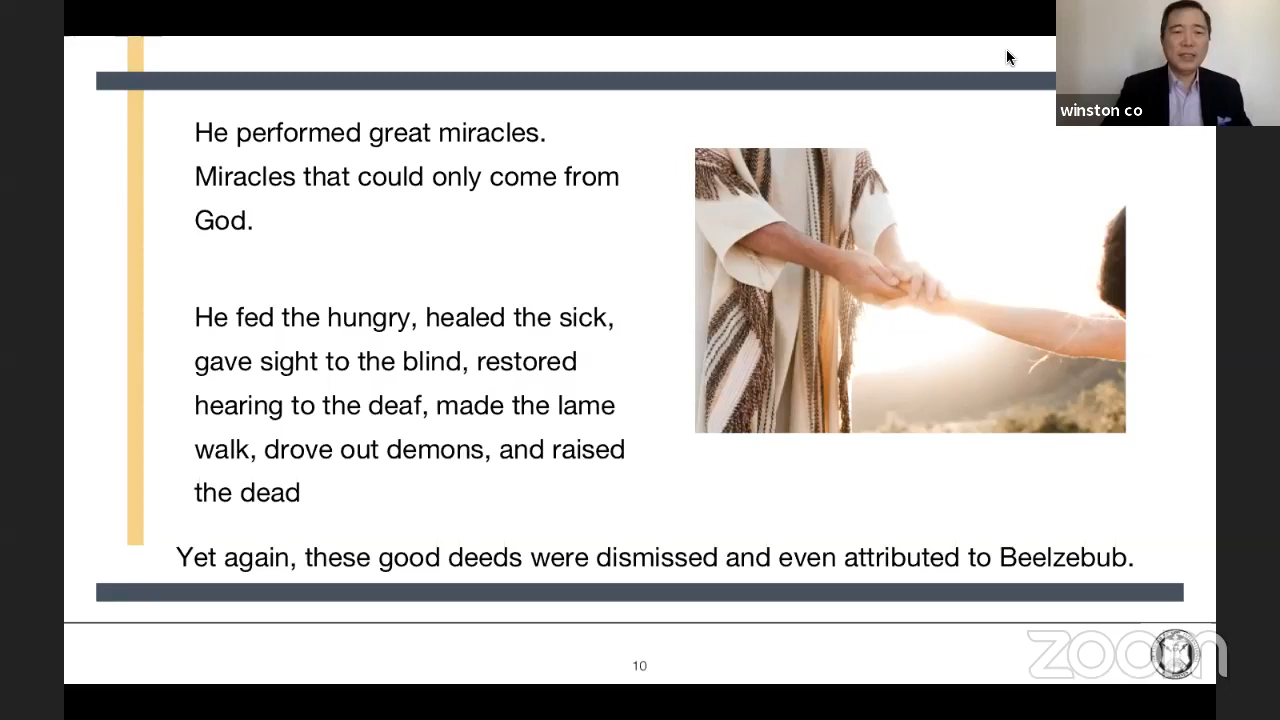 winston co
He performed great miracles.
Miracles that could only come from
God.
He fed the hungry, healed the sick,
gave sight to the blind, restored
hearing to the deaf, made the lame
walk, drove out demons, and raised
the dead
Yet again, these good deeds were dismissed and even attributed to Beelzebub.
10
zoom